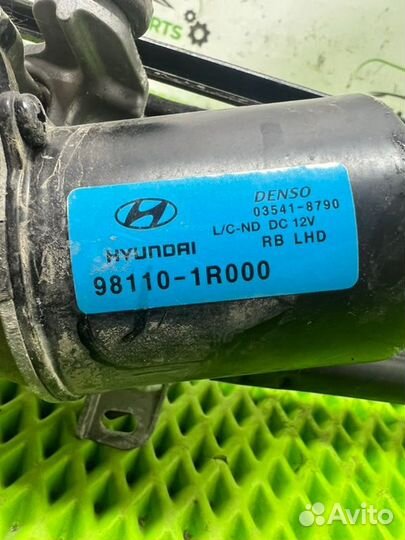 DENSO
03541-8790
L/C-ND DC 12V
HYUNDAI RB LHD
98110-1R000
Avito